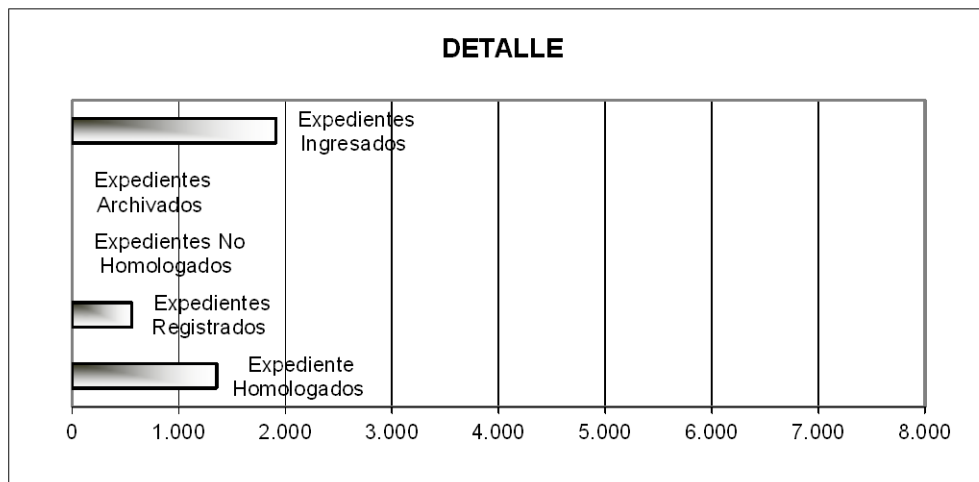 DETALLE
Expedientes
Ingresados
Expedientes
Archivados
Expedientes No
Homologados
Expedientes
Registrados
Expediente
Homologados
0 1.000 2.000 3.000 4.000 5.000 6.000 7.000 8.000